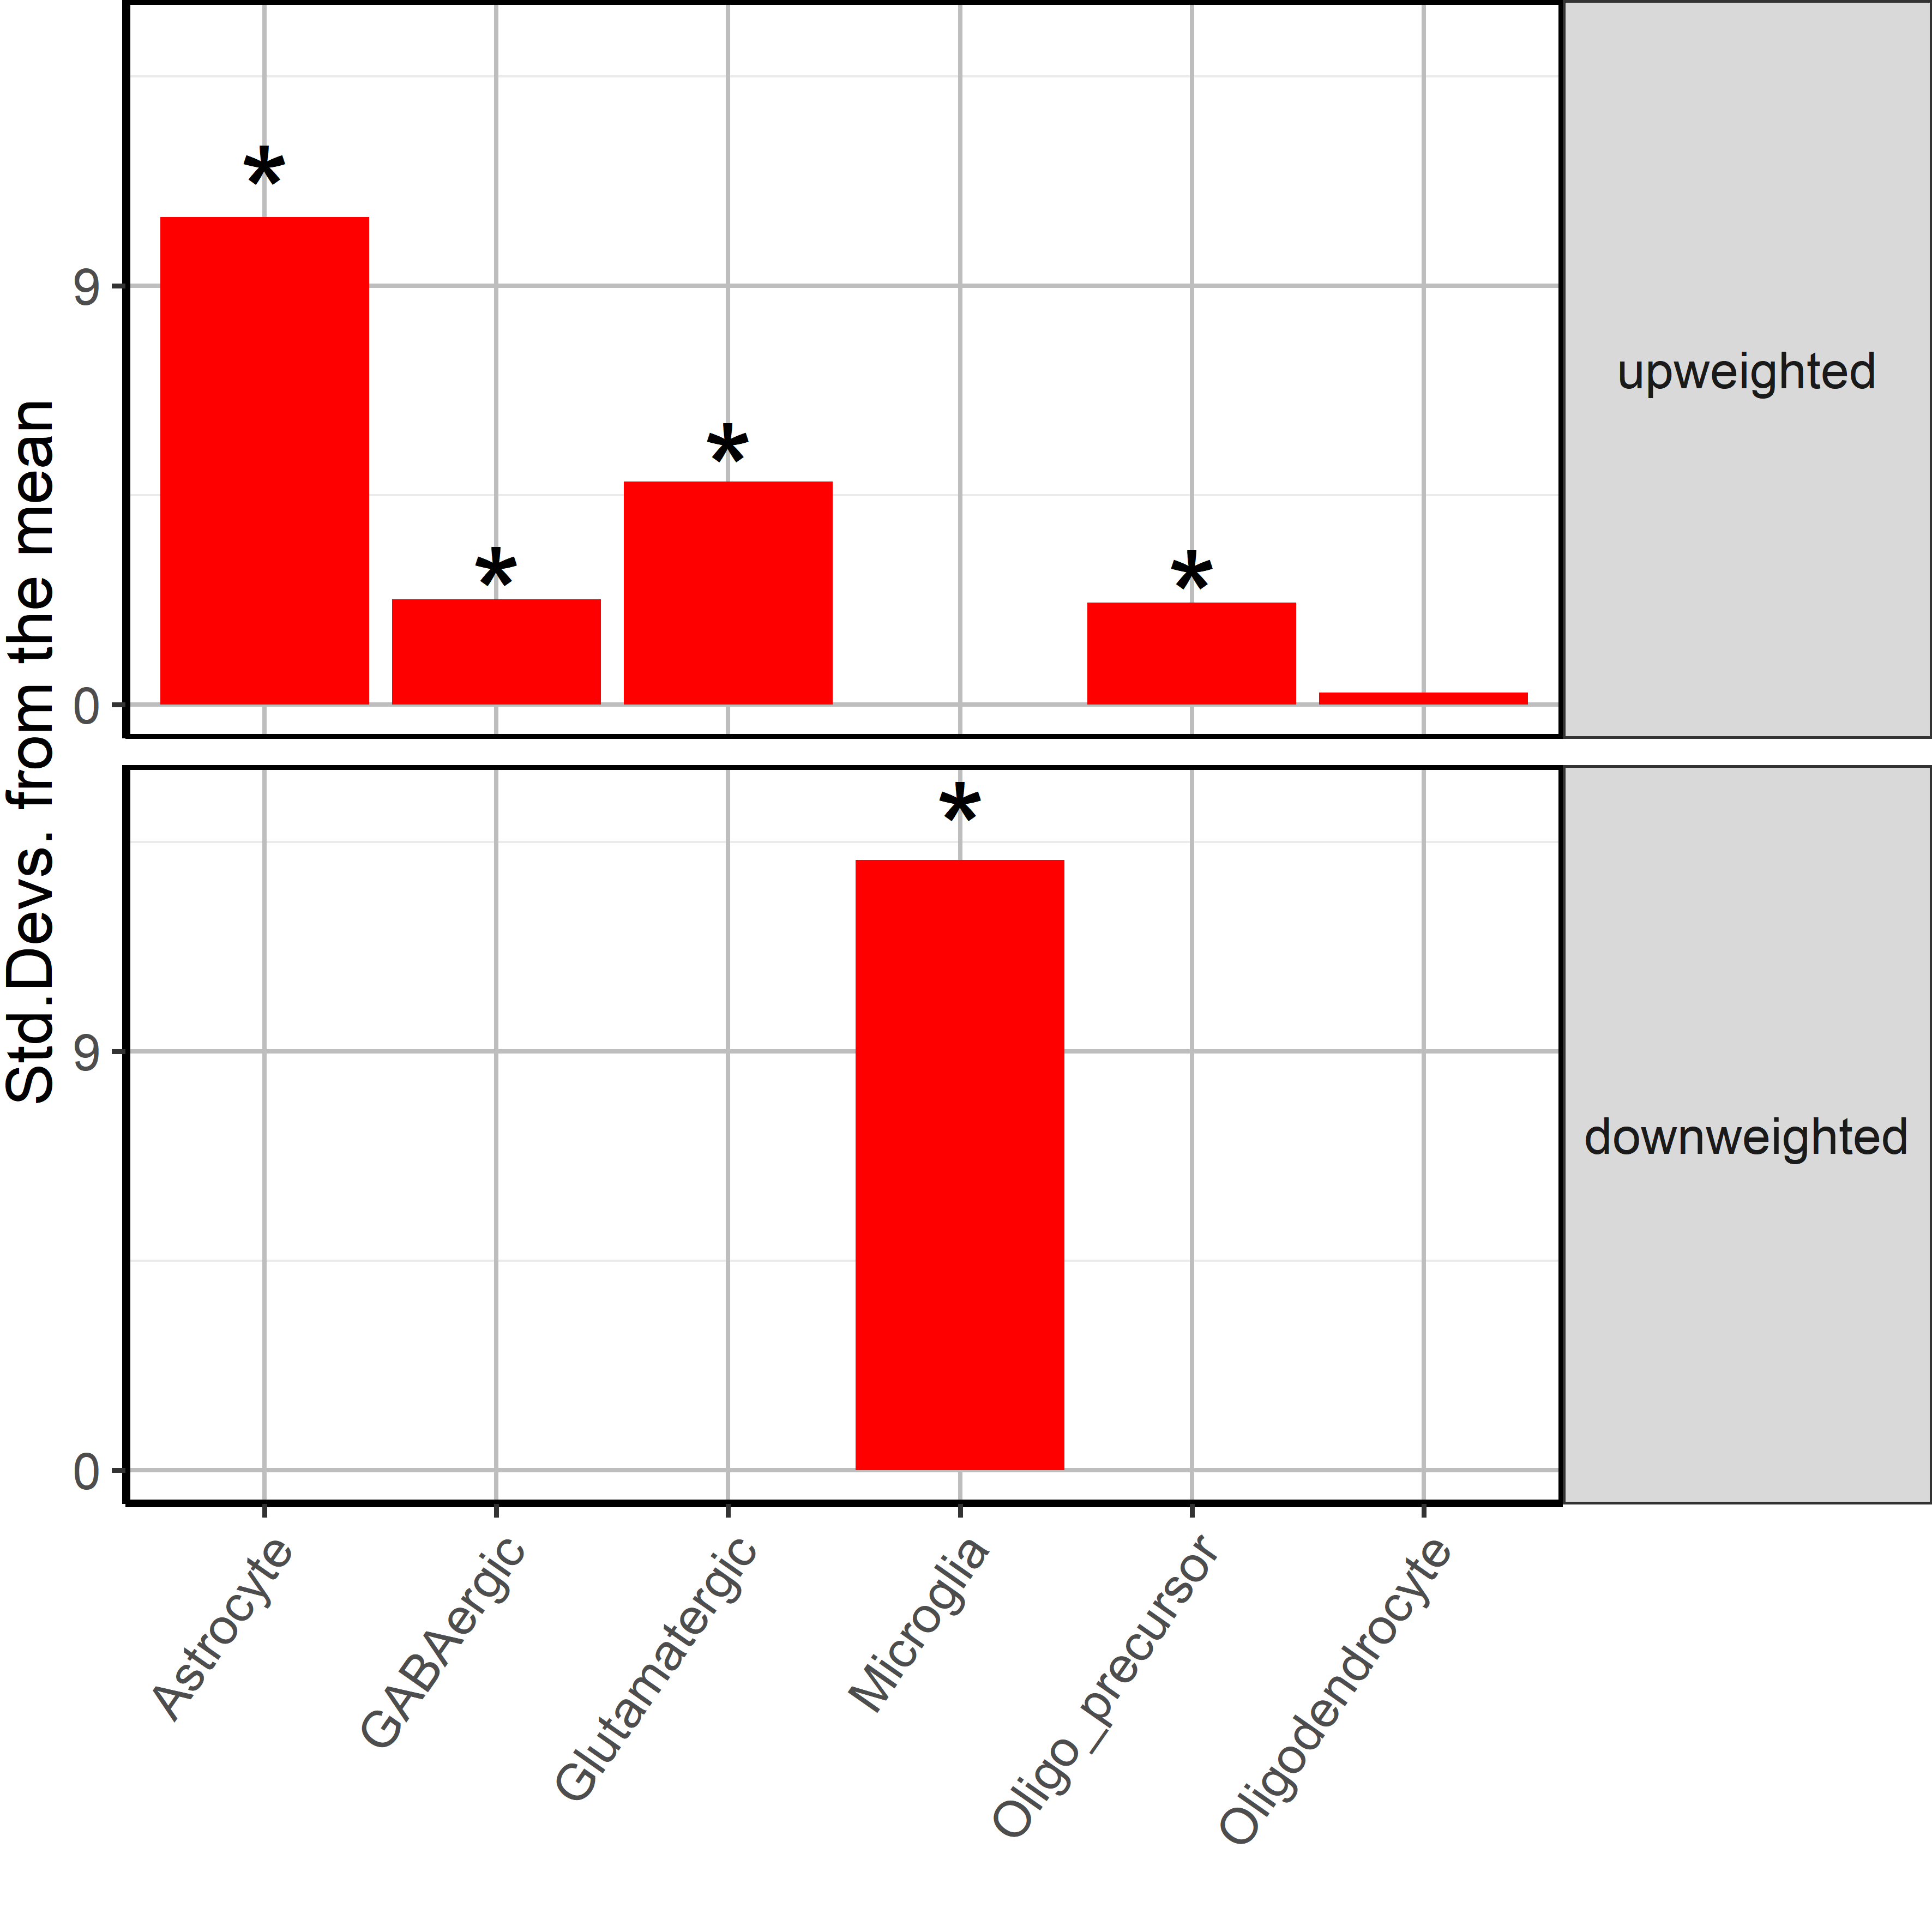 Std.Devs. from the mean
*
9
*
*
*
0
upweighted
*
9
0
downweighted
Astrocyte
GABAergic
Glutamatergic
Microglia
Oligo_precursor
Oligodendrocyte